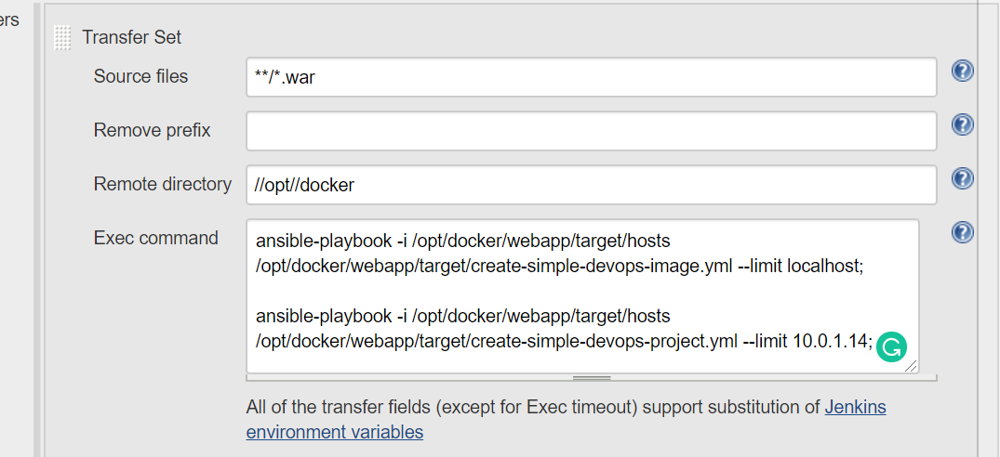 ers
Transfer Set
Source files
**/*.war
Remove prefix
Remote directory
//opt//docker
Exec command
ansible-playbook -i /opt/docker/webapp/target/hosts
/opt/docker/webapp/target/create-simple-devops-image.yml --limit localhost;
ansible-playbook -i /opt/docker/webapp/target/hosts
/opt/docker/webapp/target/create-simple-devops-project.yml --limit 10.0.1.14;
All of the transfer fields (except for Exec timeout) support substitution of Jenkins
environment variables